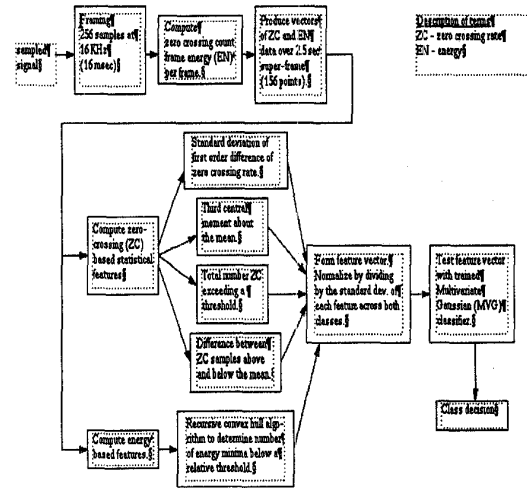 sampled
signal
Framing
256 samples at
16 KHz
(16 msec)
Compute
zero crossing count
frame energy (EN)
per frame.
Produce vectors
of ZC and EN
data over 2.5 sec
super-frame
(156 points).
Description of terms
ZC - zero crossing rate
EN - energy
Standard deviation of
first order difference of
zero crossing rate.
Compute zero-
crossing (ZC)
based statistical
features
Third central
moment about
the mean.
Total number ZC
exceeding a
threshold.
Difference between
ZC samples above
and below the mean.
Form feature vector.
Normalize by dividing
by the standard dev. of
each feature across both
classes.
Test feature vector
with trained
Multivariate
Gaussian (MVG)
classifier.
Class decision
Compute energy
based features.
Recursive convex hull algo-
rithm to determine number
of energy minima below a
relative threshold.